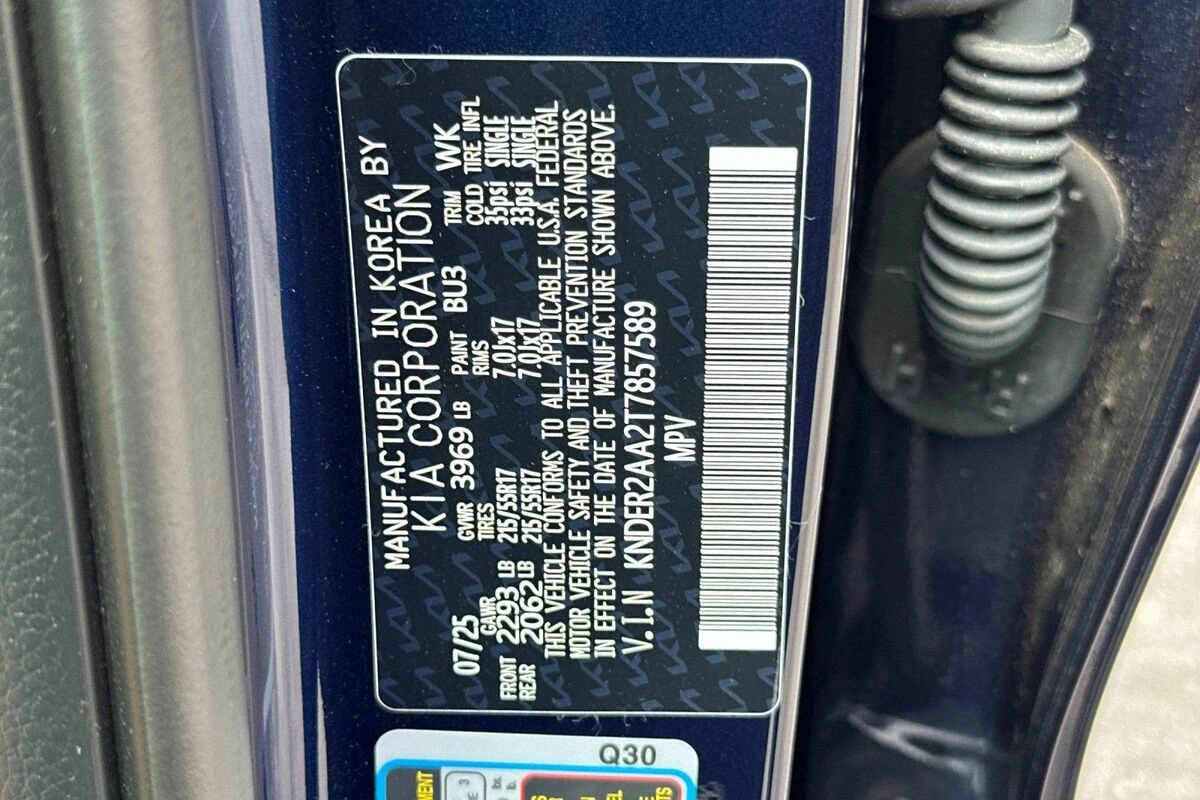 MANUFACTURED IN KOREA BY
KIA CORPORATION
07/25 GVWR 3969 LB PAINT BU3 TRIM WK
GAWR TIRES RIMS COLD TIRE INFL
FRONT 2293 LB 215/55R17 7.0Jx17 35psi SINGLE
REAR 2062 LB 215/55R17 7.0Jx17 33psi SINGLE
THIS VEHICLE CONFORMS TO ALL APPLICABLE U.S.A. FEDERAL
MOTOR VEHICLE SAFETY AND THEFT PREVENTION STANDARDS
IN EFFECT ON THE DATE OF MANUFACTURE SHOWN ABOVE.
V.I.N KNDER2AA2T7857589
MPV
Q30